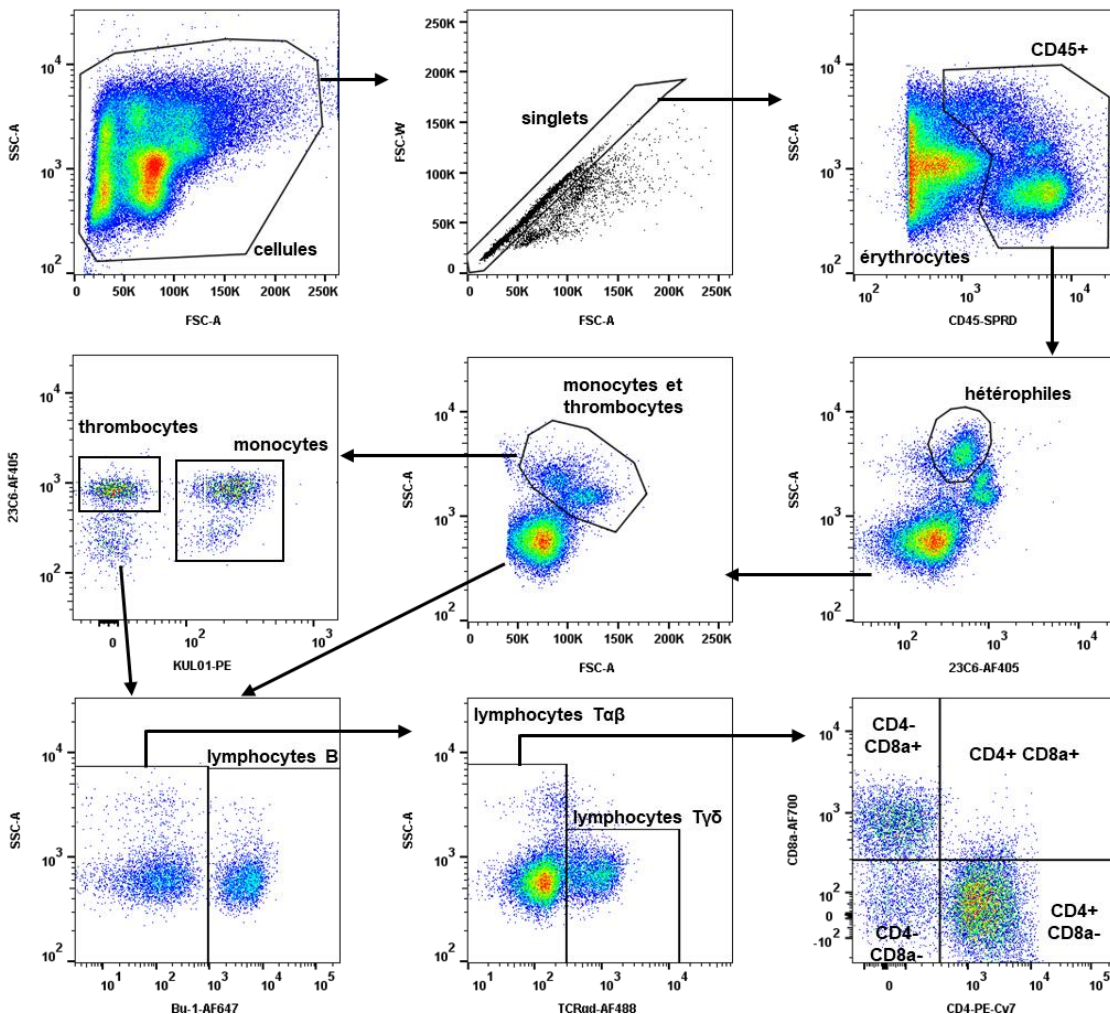 10^4
10^3
10^2
SSC-A
cellules
0 50K 100K 150K 200K 250K
FSC-A
250K
200K
150K
100K
50K
0
FSC-W
singlets
0 50K 100K 150K 200K 250K
FSC-A
CD45+
10^4
10^3
10^2
SSC-A
érythrocytes
10^2 10^3 10^4
CD45-SPRD
10^4
10^3
10^2
23C6-AF405
thrombocytes
monocytes
0 10^2 10^3
KUL01-PE
monocytes et
thrombocytes
10^4
10^3
10^2
SSC-A
50K 100K 150K 200K 250K
FSC-A
hétérophiles
10^4
10^3
10^2
SSC-A
10^2 10^3 10^4
23C6-AF405
lymphocytes B
10^4
10^3
10^2
SSC-A
10^1 10^2 10^3 10^4 10^5
Bu-1-AF647
lymphocytes Tαβ
lymphocytes Tγδ
10^4
10^3
10^2
SSC-A
10^1 10^2 10^3 10^4
TCRgd-AF488
CD4-
CD8a+
CD4+ CD8a+
10^4
10^3
10^2
0
-10^2
CD8a-AF700
CD4-
CD8a-
CD4+
CD8a-
0 10^3 10^4 10^5
CD4-PE-Cy7